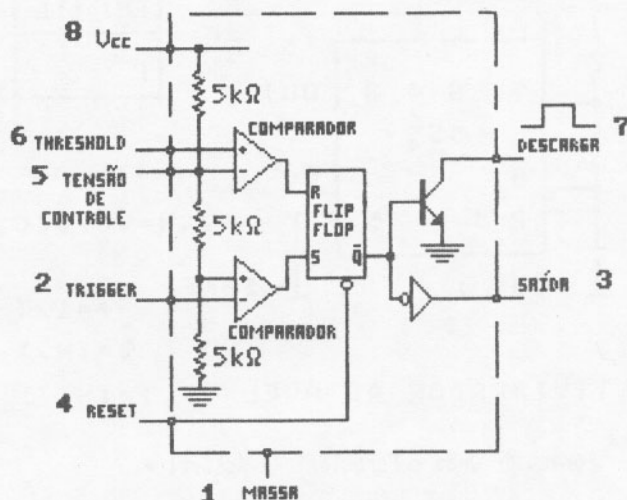 8 Vcc
5kΩ
6 THRESHOLD
COMPARADOR
5 TENSÃO
DE
CONTROLE
R
FLIP
FLOP
S
Q̄
7
DESCARGA
5kΩ
2 TRIGGER
COMPARADOR
SAÍDA 3
5kΩ
4 RESET
1 MASSA